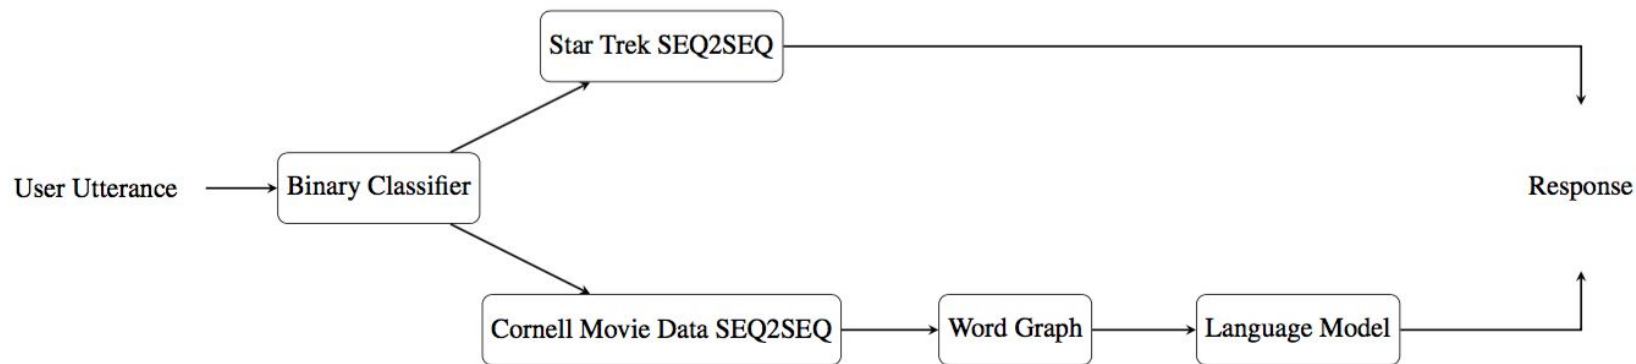 Star Trek SEQ2SEQ
User Utterance
Binary Classifier
Response
Cornell Movie Data SEQ2SEQ
Word Graph
Language Model